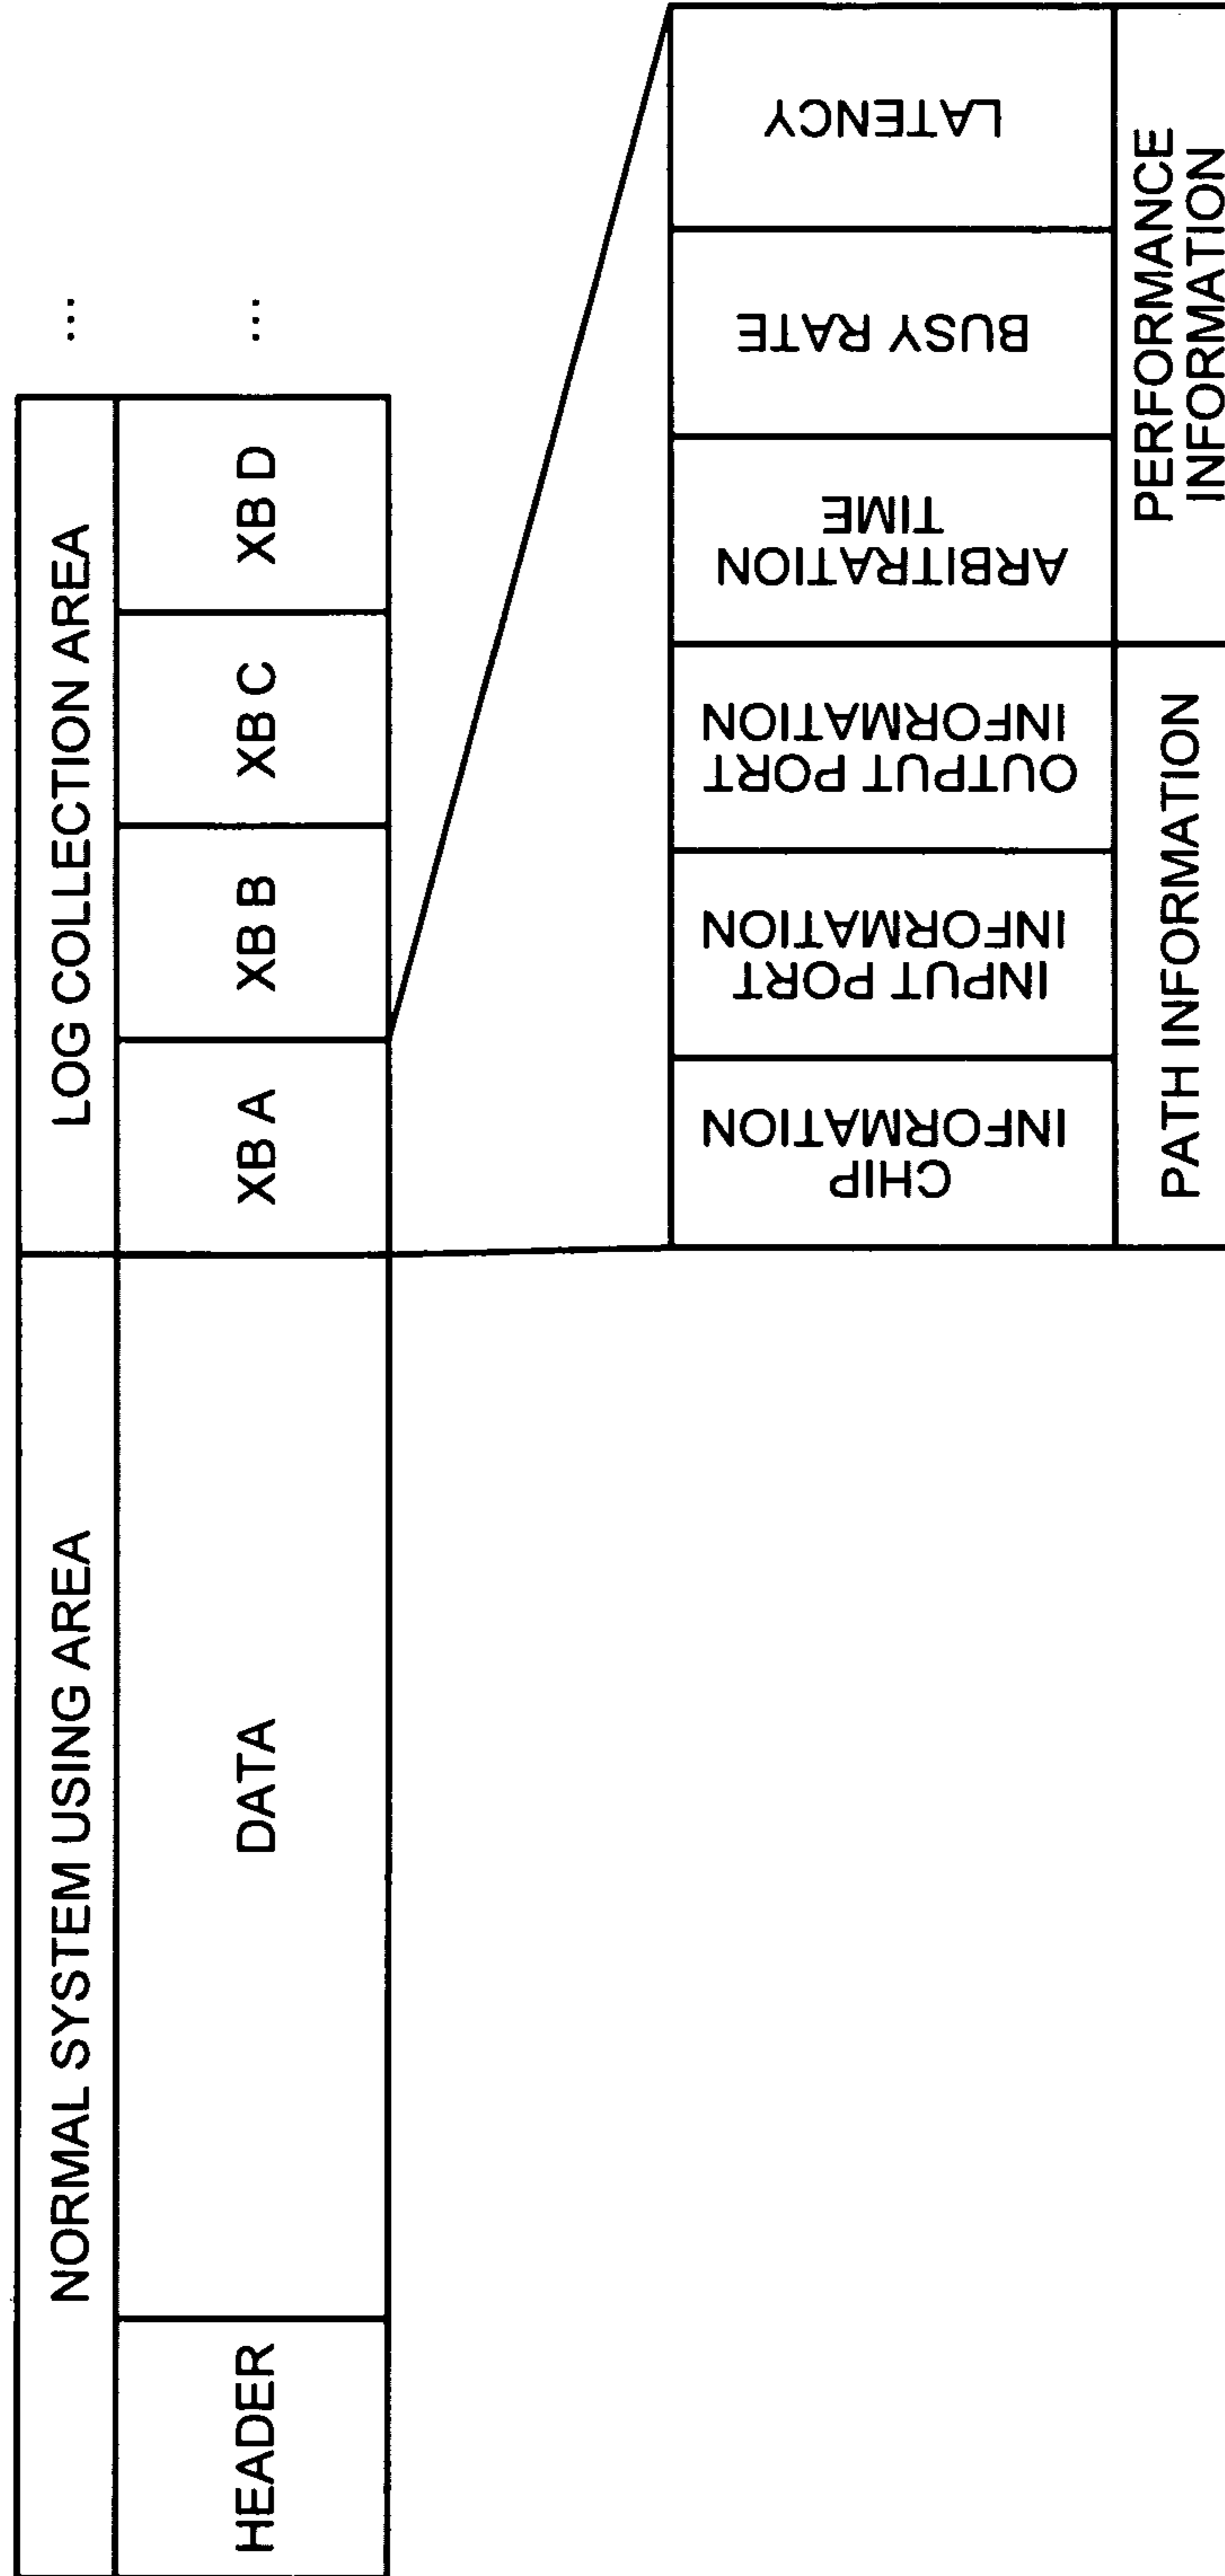 NORMAL SYSTEM USING AREA
LOG COLLECTION AREA
...
HEADER
DATA
XB A
XB B
XB C
XB D
...
CHIP
INFORMATION
INPUT PORT
INFORMATION
OUTPUT PORT
INFORMATION
ARBITRATION
TIME
BUSY RATE
LATENCY
PATH INFORMATION
PERFORMANCE
INFORMATION